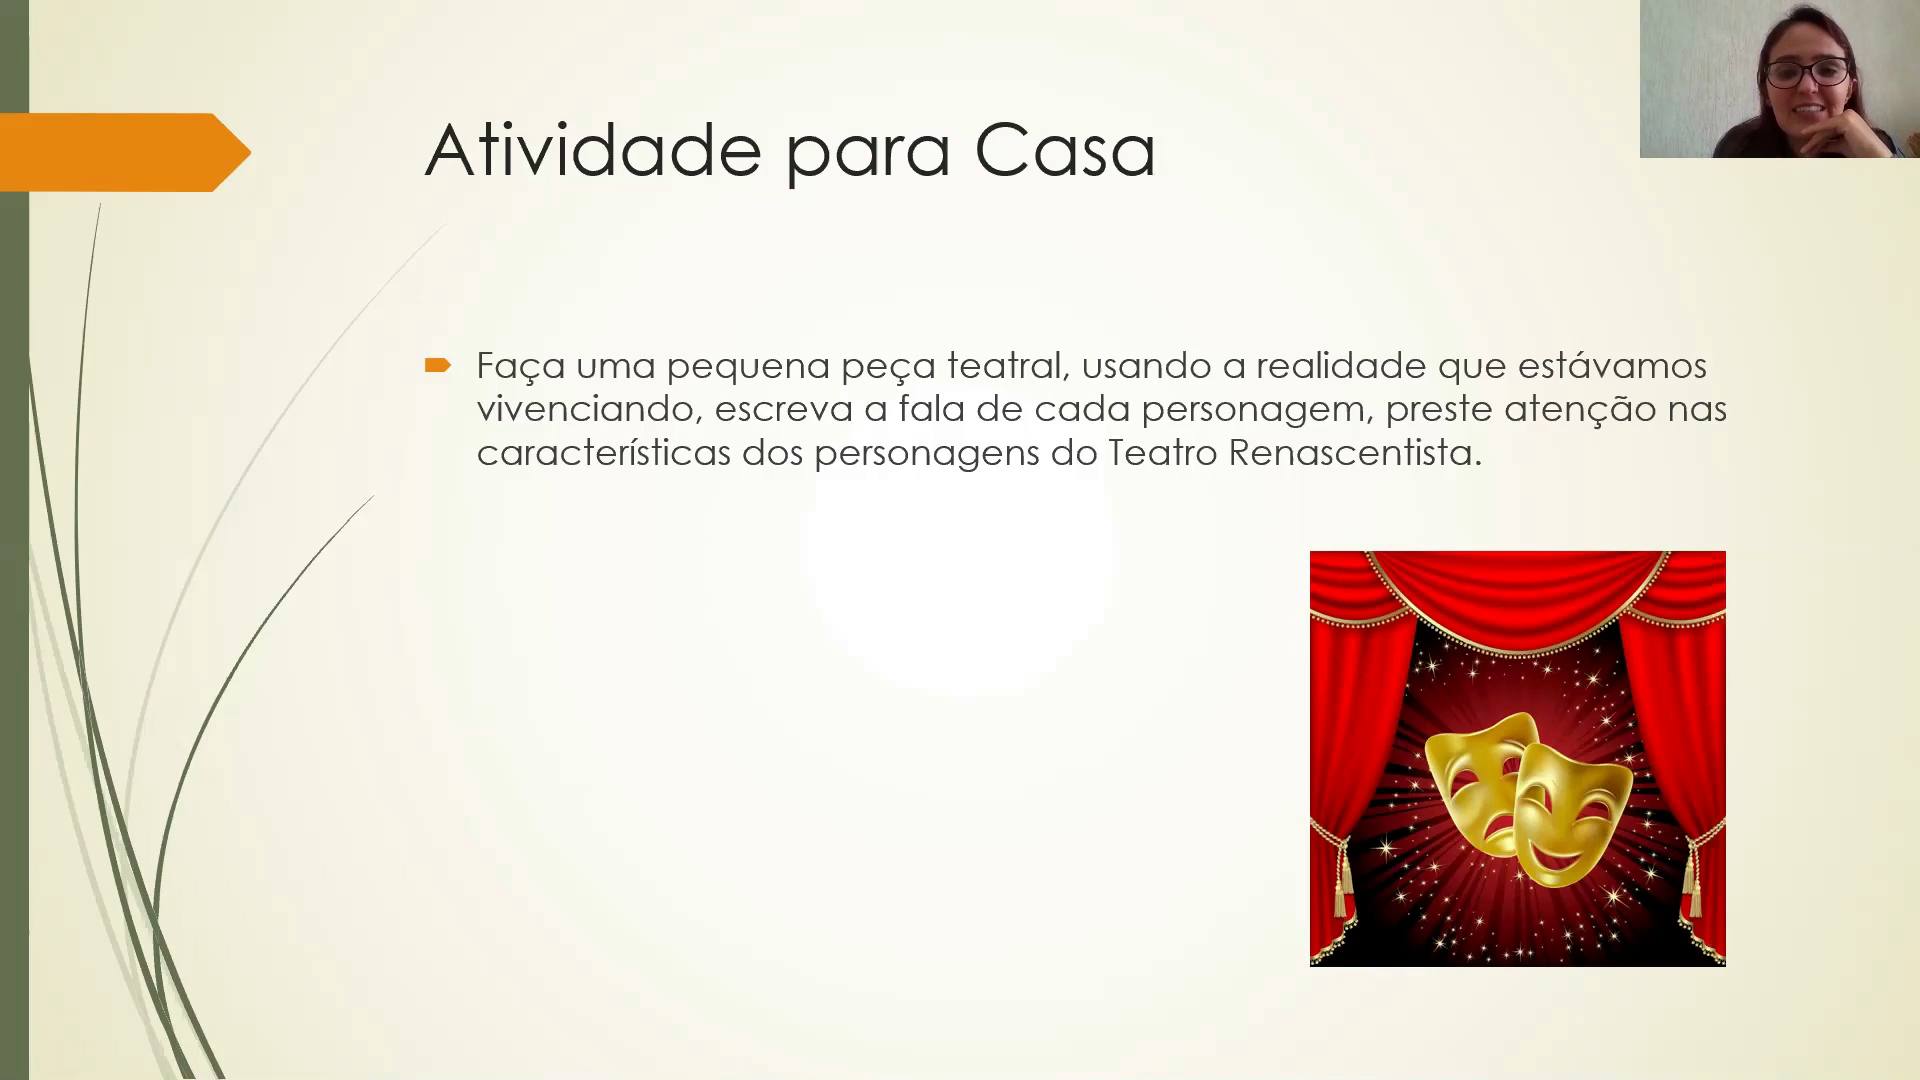 Atividade para Casa
Faça uma pequena peça teatral, usando a realidade que estávamos
vivenciando, escreva a fala de cada personagem, preste atenção nas
características dos personagens do Teatro Renascentista.